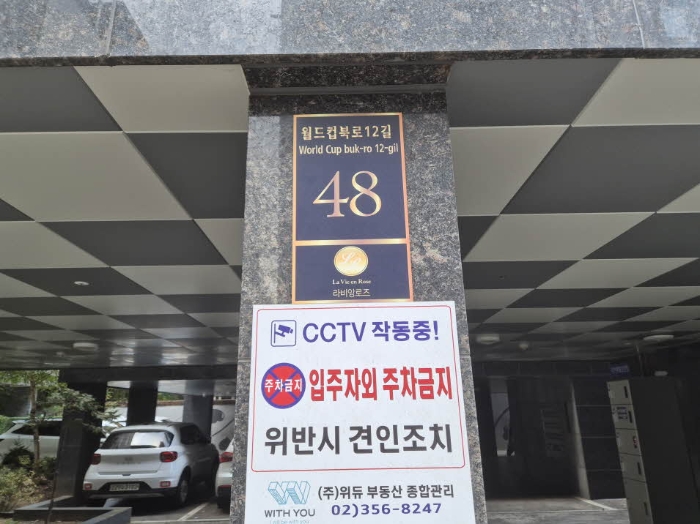 월드컵북로12길
World Cup buk-ro 12-gil
48
La Vie en Rose
라비앙로즈
CCTV 작동중!
주차금지 입주자외 주차금지
위반시 견인조치
WITH YOU
(주)위듀 부동산 종합관리
02)356-8247